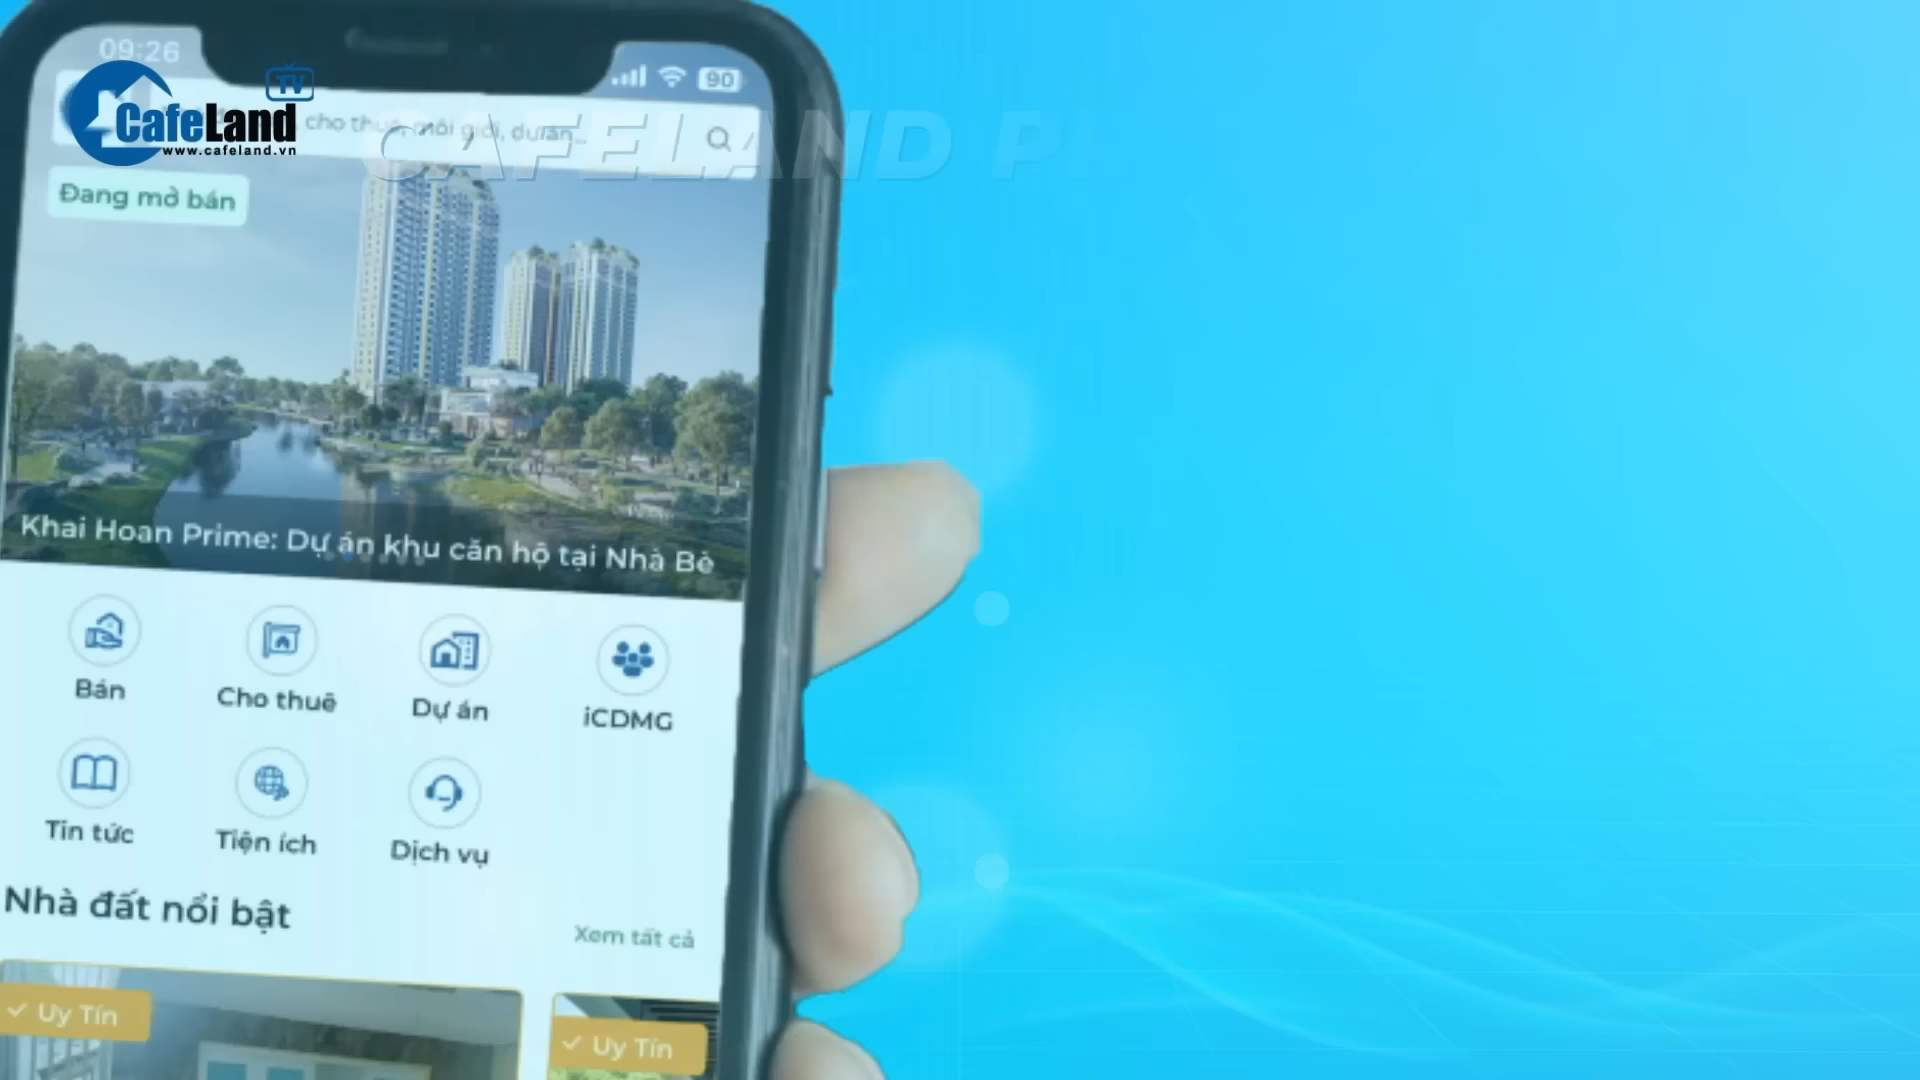 09:26
90
TV
CafeLand
www.cafeland.vn
cho thuê, môi giới, dự án...
CAFELAND P
Đang mở bán
Khai Hoan Prime: Dự án khu căn hộ tại Nhà Bè
Bán
Cho thuê
Dự án
iCDMG
Tin tức
Tiện ích
Dịch vụ
Nhà đất nổi bật
Xem tất cả
Uy Tín
Uy Tín